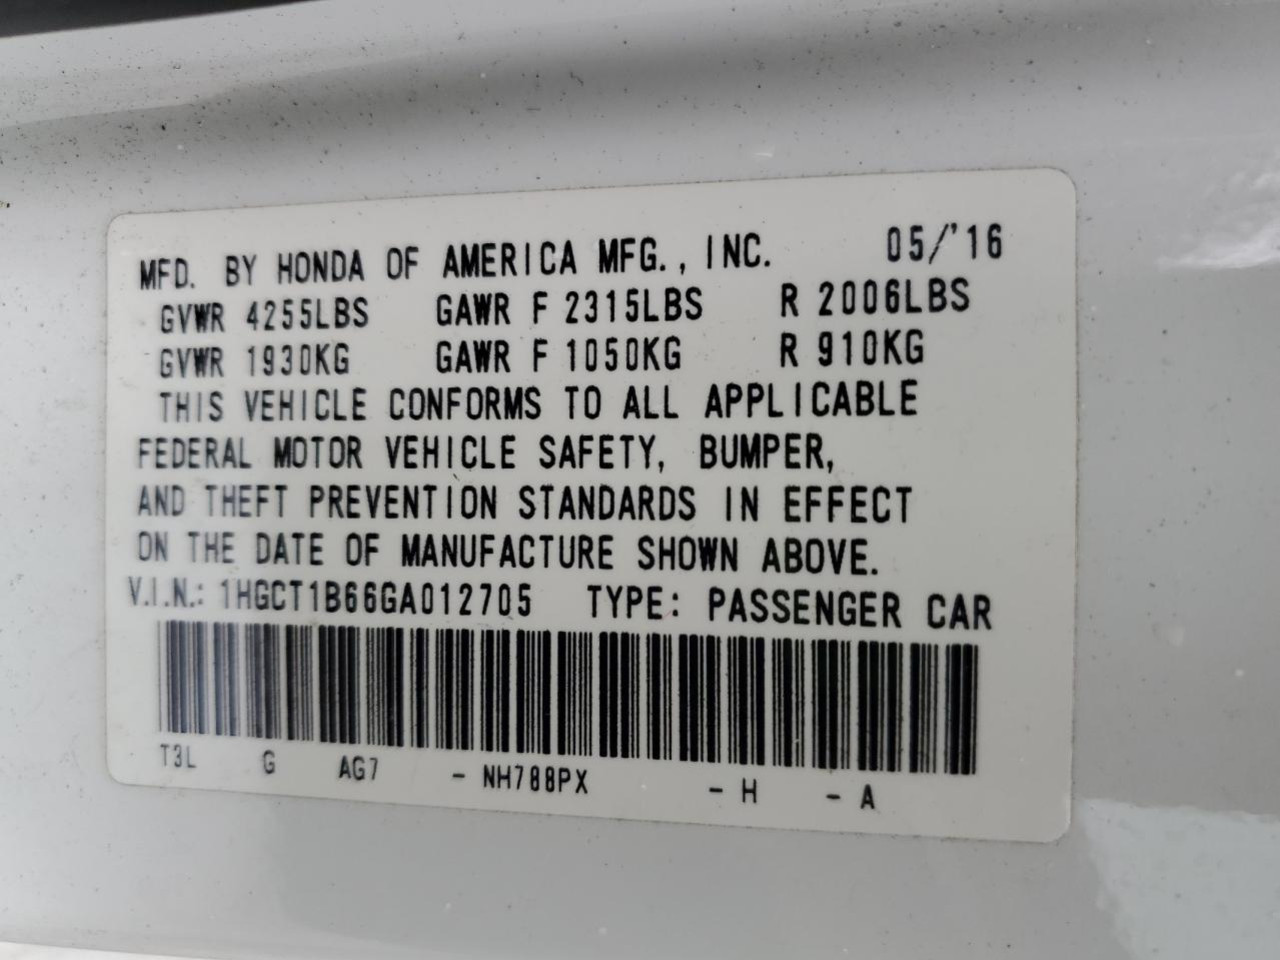 MFD. BY HONDA OF AMERICA MFG., INC. 05/'16
GVWR 4255LBS GAWR F 2315LBS R 2006LBS
GVWR 1930KG GAWR F 1050KG R 910KG
THIS VEHICLE CONFORMS TO ALL APPLICABLE
FEDERAL MOTOR VEHICLE SAFETY, BUMPER,
AND THEFT PREVENTION STANDARDS IN EFFECT
ON THE DATE OF MANUFACTURE SHOWN ABOVE.
V.I.N.: 1HGCT1B66GA012705 TYPE: PASSENGER CAR
T3L G AG7 - NH788PX - H - A